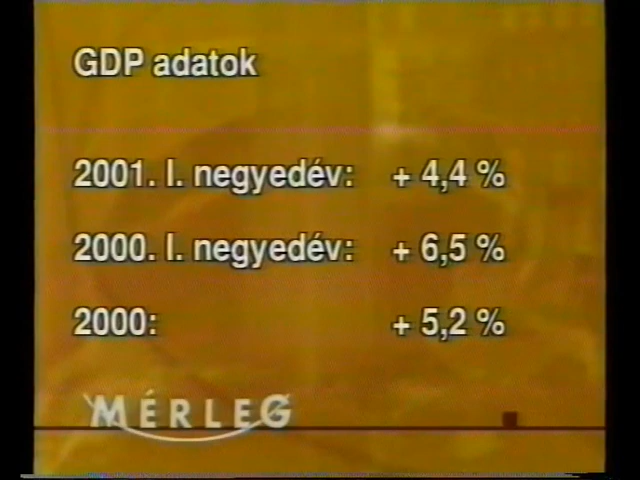 GDP adatok
2001. I. negyedév: + 4,4 %
2000. I. negyedév: + 6,5 %
2000: + 5,2 %
MÉRLEG